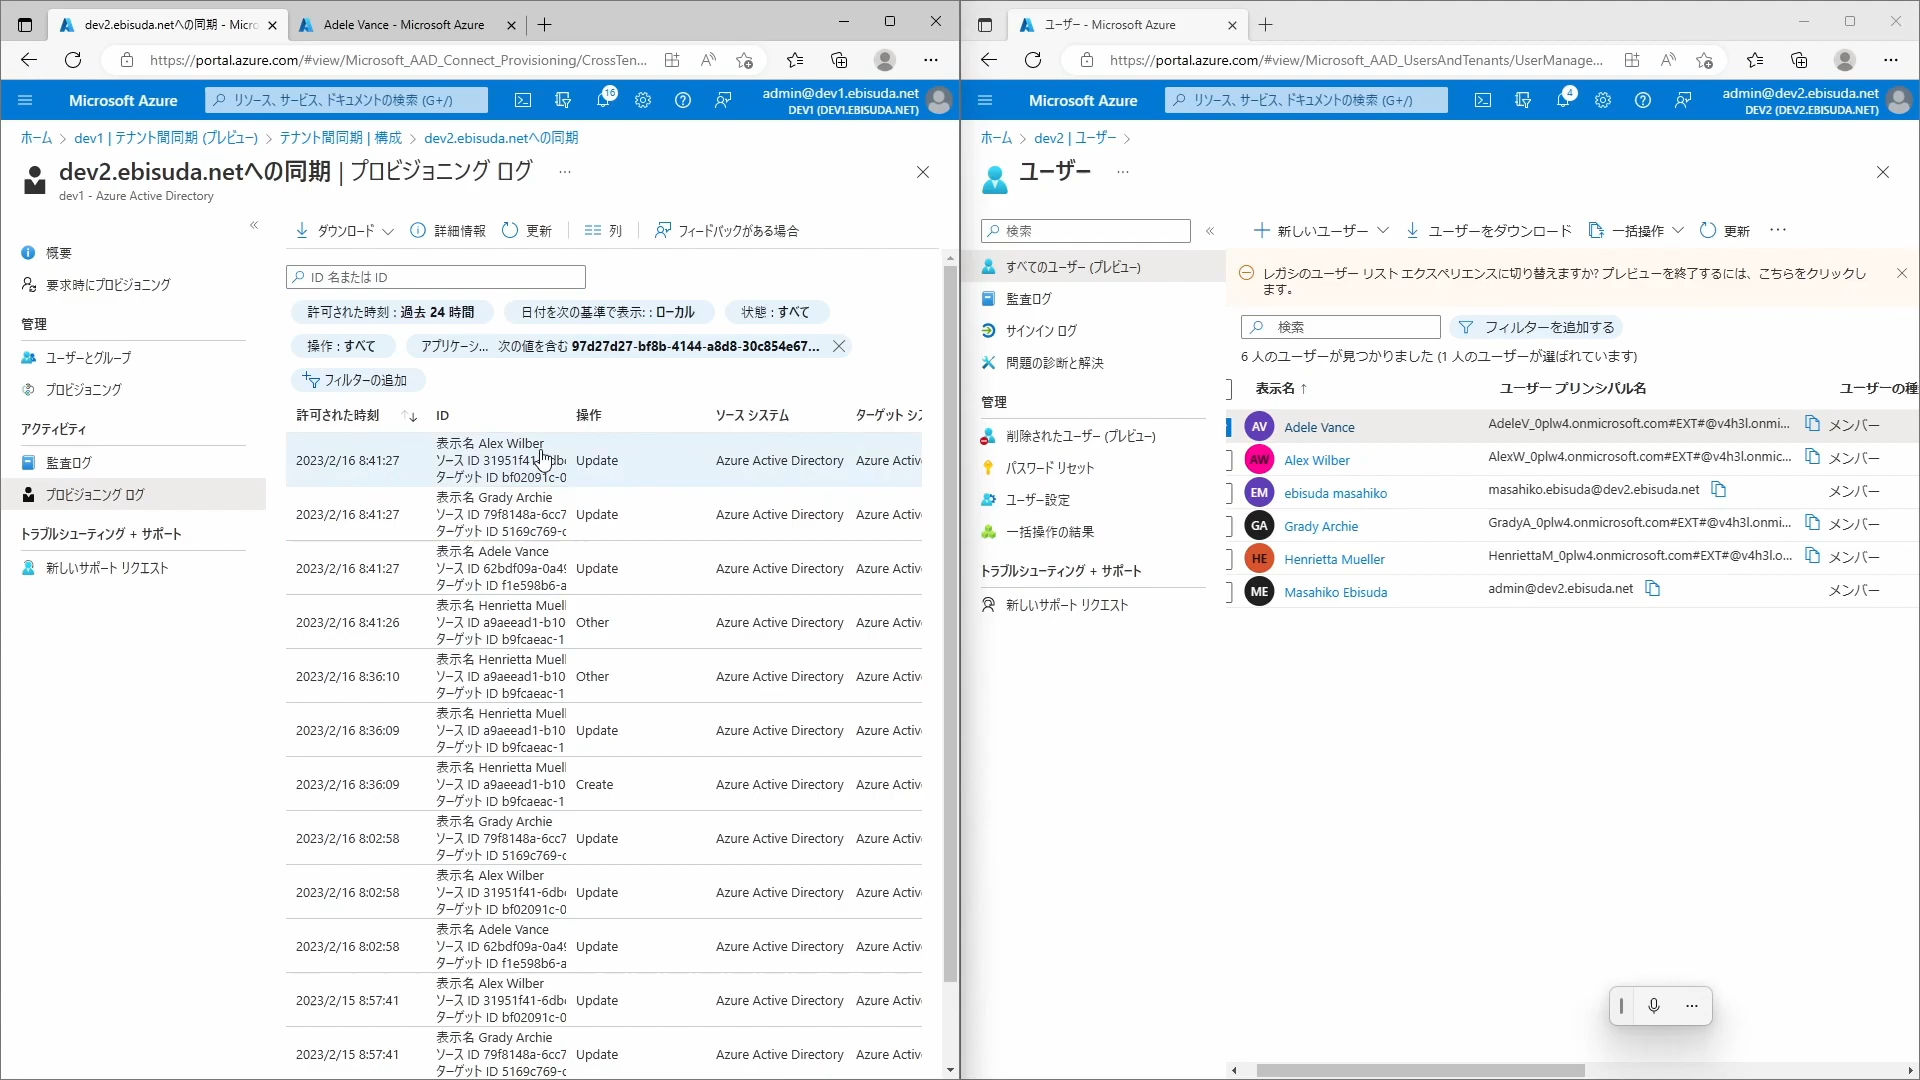 dev2.ebisuda.netへの同期 - Micro
Adele Vance - Microsoft Azure
https://portal.azure.com/#view/Microsoft_AAD_Connect_Provisioning/CrossTen...
Microsoft Azure
リソース、サービス、ドキュメントの検索 (G+/)
16
admin@dev1.ebisuda.net
DEV1 (DEV1.EBISUDA.NET)
ホーム > dev1 | テナント間同期 (プレビュー) > テナント間同期 | 構成 > dev2.ebisuda.netへの同期
dev2.ebisuda.netへの同期 | プロビジョニング ログ ...
dev1 - Azure Active Directory
概要
要求時にプロビジョニング
管理
ユーザーとグループ
プロビジョニング
アクティビティ
監査ログ
プロビジョニング ログ
トラブルシューティング + サポート
新しいサポート リクエスト
ダウンロード 詳細情報 更新 列 フィードバックがある場合
ID 名または ID
許可された時刻 : 過去 24 時間
日付を次の基準で表示: : ローカル
状態 : すべて
操作 : すべて
アプリケーシ... 次の値を含む 97d27d27-bf8b-4144-a8d8-30c854e67...
フィルターの追加
許可された時刻 ID 操作 ソース システム ターゲット シス
表示名 Alex Wilber
2023/2/16 8:41:27 ソース ID 31951f41 Update Azure Active Directory Azure Activ
ターゲット ID bf02091c-0
表示名 Grady Archie
2023/2/16 8:41:27 ソース ID 79f8148a-6cc7 Update Azure Active Directory Azure Activ
ターゲット ID 5169c769-c
表示名 Adele Vance
2023/2/16 8:41:27 ソース ID 62bdf09a-0a49 Update Azure Active Directory Azure Activ
ターゲット ID f1e598b6-a
表示名 Henrietta Muell
2023/2/16 8:41:26 ソース ID a9aeead1-b10 Other Azure Active Directory Azure Activ
ターゲット ID b9fcaeac-1
表示名 Henrietta Muell
2023/2/16 8:36:10 ソース ID a9aeead1-b10 Other Azure Active Directory Azure Activ
ターゲット ID b9fcaeac-1
表示名 Henrietta Muell
2023/2/16 8:36:09 ソース ID a9aeead1-b10 Update Azure Active Directory Azure Activ
ターゲット ID b9fcaeac-1
表示名 Henrietta Muell
2023/2/16 8:36:09 ソース ID a9aeead1-b10 Create Azure Active Directory Azure Activ
ターゲット ID b9fcaeac-1
表示名 Grady Archie
2023/2/16 8:02:58 ソース ID 79f8148a-6cc7 Update Azure Active Directory Azure Activ
ターゲット ID 5169c769-c
表示名 Alex Wilber
2023/2/16 8:02:58 ソース ID 31951f41-6dbc Update Azure Active Directory Azure Activ
ターゲット ID bf02091c-0
表示名 Adele Vance
2023/2/16 8:02:58 ソース ID 62bdf09a-0a49 Update Azure Active Directory Azure Activ
ターゲット ID f1e598b6-a
表示名 Alex Wilber
2023/2/15 8:57:41 ソース ID 31951f41-6dbc Update Azure Active Directory Azure Activ
ターゲット ID bf02091c-0
表示名 Grady Archie
2023/2/15 8:57:41 ソース ID 79f8148a-6cc7 Update Azure Active Directory Azure Activ
ターゲット ID 5169c769-c
ユーザー - Microsoft Azure
https://portal.azure.com/#view/Microsoft_AAD_UsersAndTenants/UserManage...
Microsoft Azure
リソース、サービス、ドキュメントの検索 (G+/)
4
admin@dev2.ebisuda.net
DEV2 (DEV2.EBISUDA.NET)
ホーム > dev2 | ユーザー >
ユーザー ...
検索
すべてのユーザー (プレビュー)
監査ログ
サインイン ログ
問題の診断と解決
管理
削除されたユーザー (プレビュー)
パスワード リセット
ユーザー設定
一括操作の結果
トラブルシューティング + サポート
新しいサポート リクエスト
新しいユーザー ユーザーをダウンロード 一括操作 更新 ...
レガシのユーザー リスト エクスペリエンスに切り替えますか? プレビューを終了するには、こちらをクリックし
ます。
検索
フィルターを追加する
6 人のユーザーが見つかりました (1 人のユーザーが選ばれています)
表示名 ↑ ユーザー プリンシパル名 ユーザーの種
AV Adele Vance AdeleV_0plw4.onmicrosoft.com#EXT#@v4h3l.onmi... メンバー
AW Alex Wilber AlexW_0plw4.onmicrosoft.com#EXT#@v4h3l.onmic... メンバー
EM ebisuda masahiko masahiko.ebisuda@dev2.ebisuda.net メンバー
GA Grady Archie GradyA_0plw4.onmicrosoft.com#EXT#@v4h3l.onmi... メンバー
HE Henrietta Mueller HenriettaM_0plw4.onmicrosoft.com#EXT#@v4h3l.o... メンバー
ME Masahiko Ebisuda admin@dev2.ebisuda.net メンバー